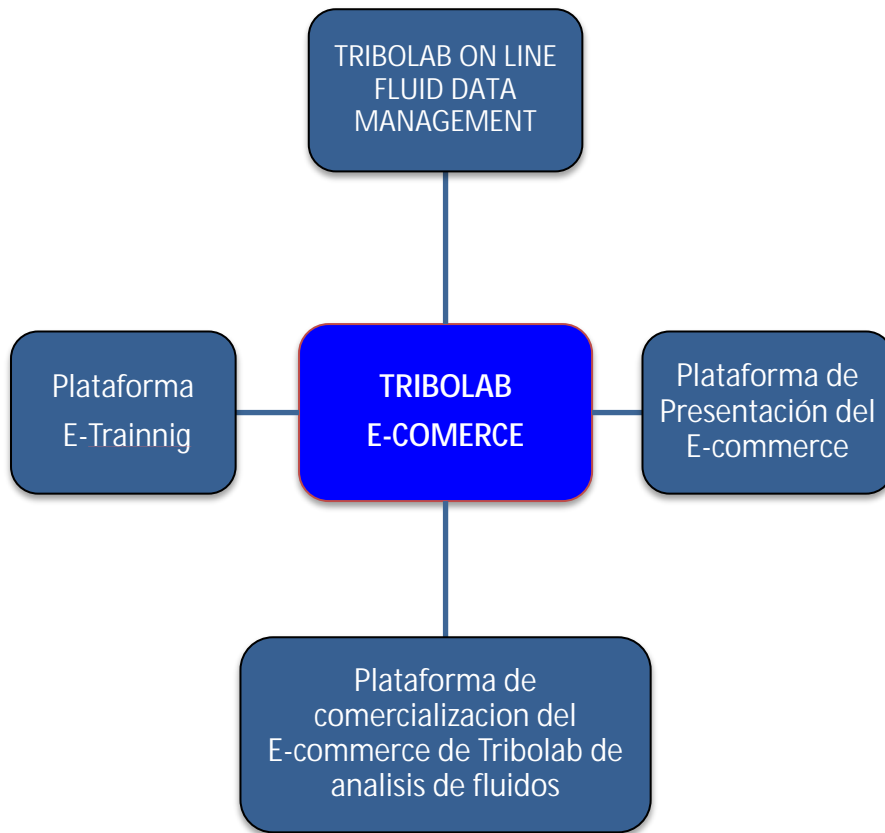 TRIBOLAB ON LINE
FLUID DATA
MANAGEMENT
Plataforma
E-Trainnig
TRIBOLAB
E-COMERCE
Plataforma de
Presentación del
E-commerce
Plataforma de
comercializacion del
E-commerce de Tribolab de
analisis de fluidos